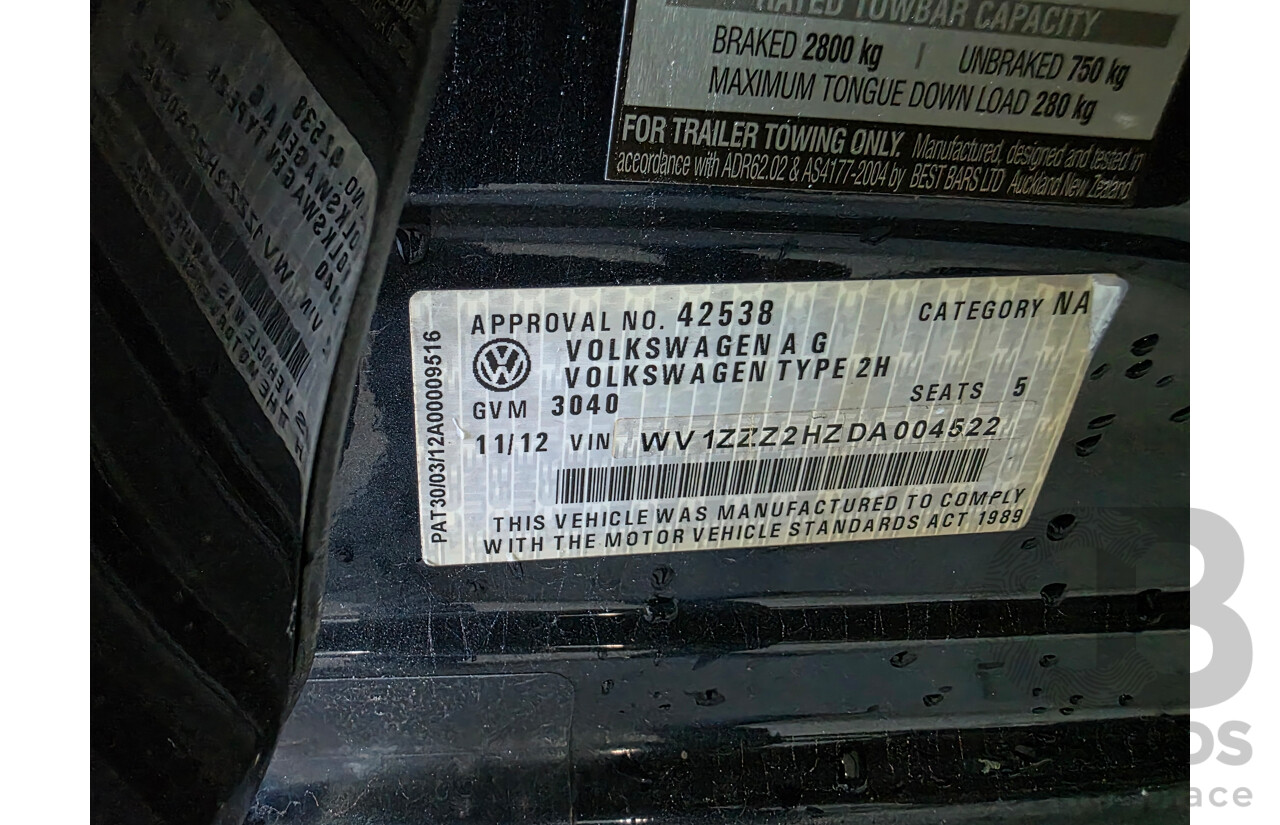 RATED TOWBAR CAPACITY
BRAKED 2800 kg | UNBRAKED 750 kg
MAXIMUM TONGUE DOWN LOAD 280 kg
FOR TRAILER TOWING ONLY. Manufactured, designed and tested in
accordance with ADR62.02 & AS4177-2004 by BEST BARS LTD Auckland New Zealand
APPROVAL NO. 42538 CATEGORY NA
VOLKSWAGEN A G
VOLKSWAGEN TYPE 2H
GVM 3040 SEATS 5
11/12 VIN WV1ZZZ2HZDA004522
THIS VEHICLE WAS MANUFACTURED TO COMPLY
WITH THE MOTOR VEHICLE STANDARDS ACT 1989
PAT30/03/12A00009516